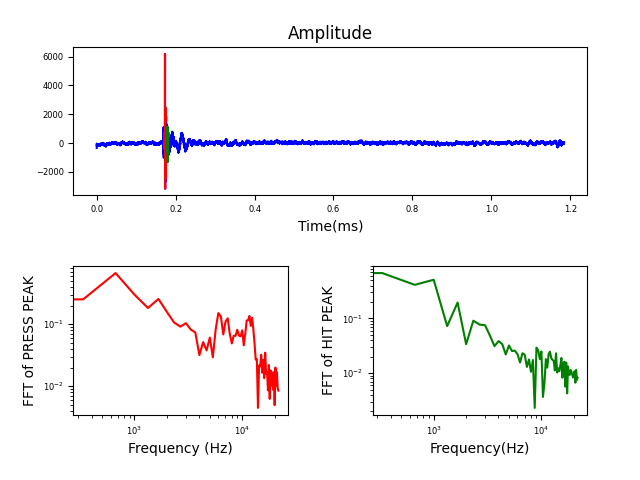 Amplitude
6000
4000
2000
0
−2000
0.0 0.2 0.4 0.6 0.8 1.0 1.2
Time(ms)
FFT of PRESS PEAK
10⁻¹
10⁻²
10³ 10⁴
Frequency (Hz)
FFT of HIT PEAK
10⁻¹
10⁻²
10³ 10⁴
Frequency(Hz)